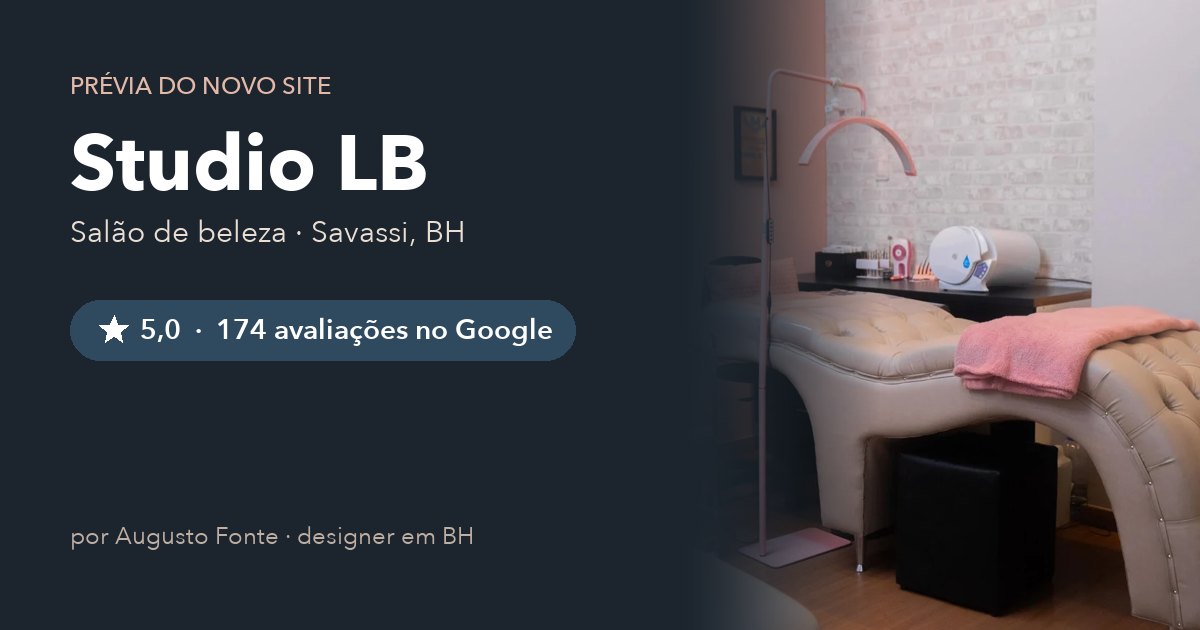 PRÉVIA DO NOVO SITE
Studio LB
Salão de beleza · Savassi, BH
★ 5,0 · 174 avaliações no Google
por Augusto Fonte · designer em BH